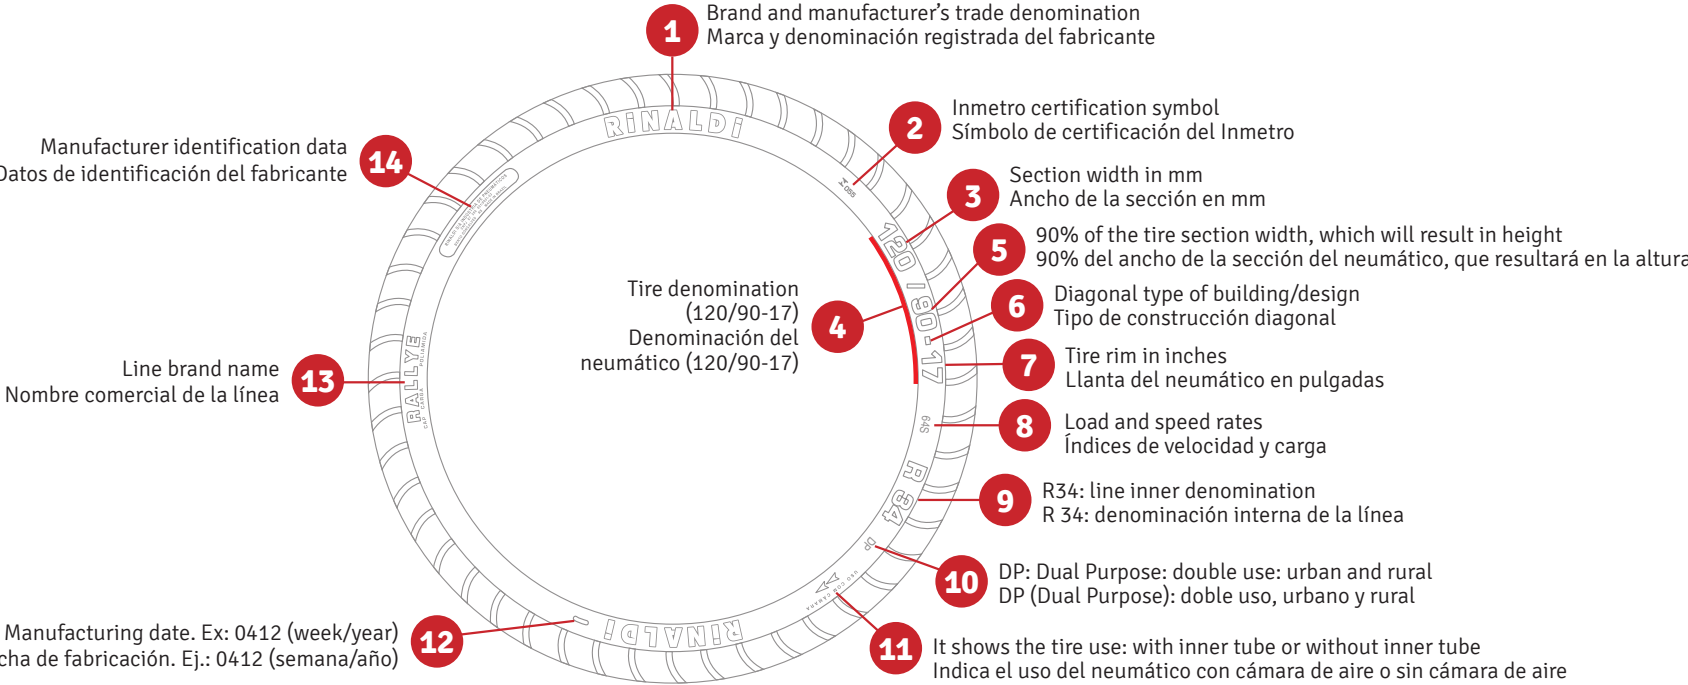 1
Brand and manufacturer's trade denomination
Marca y denominación registrada del fabricante
2
Inmetro certification symbol
Símbolo de certificación del Inmetro
3
Section width in mm
Ancho de la sección en mm
5
90% of the tire section width, which will result in height
90% del ancho de la sección del neumático, que resultará en la altura
6
Diagonal type of building/design
Tipo de construcción diagonal
7
Tire rim in inches
Llanta del neumático en pulgadas
8
Load and speed rates
Índices de velocidad y carga
9
R34: line inner denomination
R 34: denominación interna de la línea
10
DP: Dual Purpose: double use: urban and rural
DP (Dual Purpose): doble uso, urbano y rural
11
It shows the tire use: with inner tube or without inner tube
Indica el uso del neumático con cámara de aire o sin cámara de aire
12
Manufacturing date. Ex: 0412 (week/year)
cha de fabricación. Ej.: 0412 (semana/año)
13
Line brand name
Nombre comercial de la línea
14
Manufacturer identification data
Datos de identificación del fabricante
4
Tire denomination
(120/90-17)
Denominación del
neumático (120/90-17)
RiNALDi
055
120 / 90 - 17
64S
R 34
DP
USO COM CÂMARA
RiNALDi
RALLYE
CAP CARGA POLIAMIDA